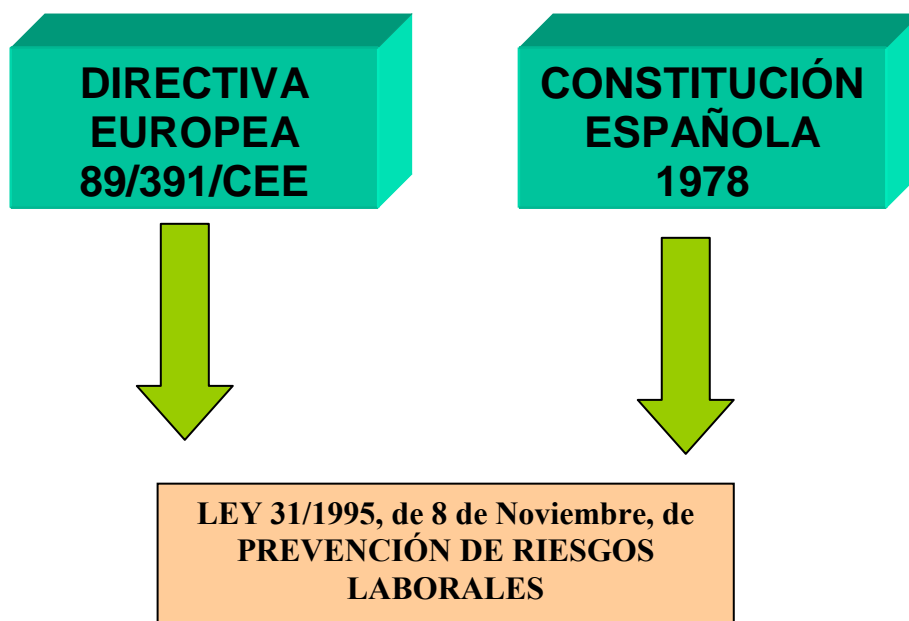 DIRECTIVA
EUROPEA
89/391/CEE
CONSTITUCIÓN
ESPAÑOLA
1978
LEY 31/1995, de 8 de Noviembre, de
PREVENCIÓN DE RIESGOS
LABORALES